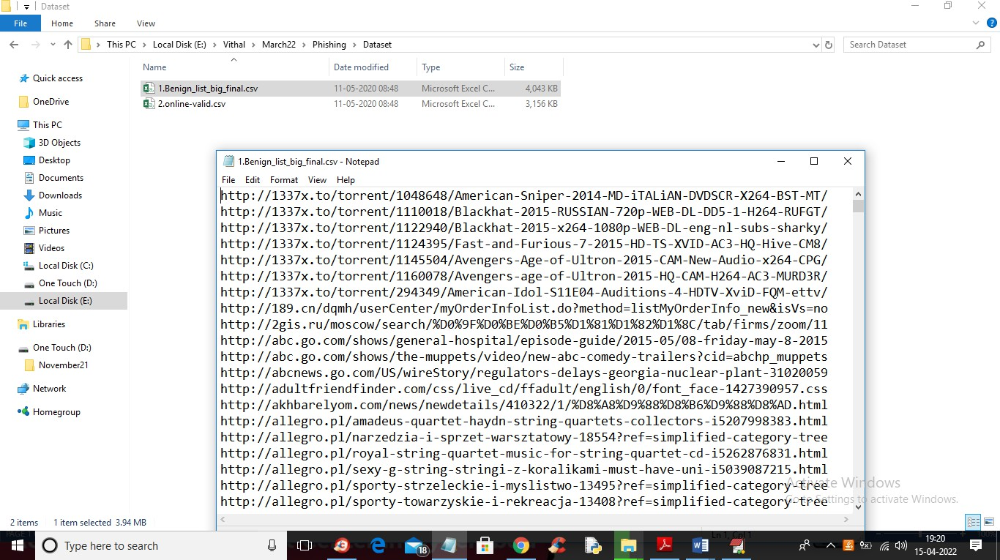 Dataset
File Home Share View
This PC Local Disk (E:) Vithal March22 Phishing Dataset
Search Dataset
Name Date modified Type Size
1.Benign_list_big_final.csv 11-05-2020 08:48 Microsoft Excel C... 4,043 KB
2.online-valid.csv 11-05-2020 08:48 Microsoft Excel C... 3,156 KB
Quick access
OneDrive
This PC
3D Objects
Desktop
Documents
Downloads
Music
Pictures
Videos
Local Disk (C:)
One Touch (D:)
Local Disk (E:)
Libraries
One Touch (D:)
November21
Network
Homegroup
1.Benign_list_big_final.csv - Notepad
File Edit Format View Help
http://1337x.to/torrent/1048648/American-Sniper-2014-MD-iTALiAN-DVDSCR-X264-BST-MT/
http://1337x.to/torrent/1110018/Blackhat-2015-RUSSIAN-720p-WEB-DL-DD5-1-H264-RUFGT/
http://1337x.to/torrent/1122940/Blackhat-2015-x264-1080p-WEB-DL-eng-nl-subs-sharky/
http://1337x.to/torrent/1124395/Fast-and-Furious-7-2015-HD-TS-XVID-AC3-HQ-Hive-CM8/
http://1337x.to/torrent/1145504/Avengers-Age-of-Ultron-2015-CAM-New-Audio-x264-CPG/
http://1337x.to/torrent/1160078/Avengers-age-of-Ultron-2015-HQ-CAM-H264-AC3-MURD3R/
http://1337x.to/torrent/294349/American-Idol-S11E04-Auditions-4-HDTV-XviD-FQM-ettv/
http://189.cn/dqmh/userCenter/myOrderInfoList.do?method=listMyOrderInfo_new&isVs=no
http://2gis.ru/moscow/search/%D0%9F%D0%BE%D0%B5%D1%81%D1%82%D1%8C/tab/firms/zoom/11
http://abc.go.com/shows/general-hospital/episode-guide/2015-05/08-friday-may-8-2015
http://abc.go.com/shows/the-muppets/video/new-abc-comedy-trailers?cid=abchp_muppets
http://abcnews.go.com/US/wireStory/regulators-delays-georgia-nuclear-plant-31020059
http://adultfriendfinder.com/css/live_cd/ffadult/english/0/font_face-1427390957.css
http://akhbarelyom.com/news/newdetails/410322/1/%D8%A8%D9%88%D8%B6%D9%88%D8%AD.html
http://allegro.pl/amadeus-quartet-haydn-string-quartets-collectors-i5207998383.html
http://allegro.pl/narzedzia-i-sprzet-warsztatowy-18554?ref=simplified-category-tree
http://allegro.pl/royal-string-quartet-music-for-string-quartet-cd-i5262876831.html
http://allegro.pl/sexy-g-string-stringi-z-koralikami-must-have-uni-i5039087215.html
http://allegro.pl/sporty-strzeleckie-i-myslistwo-13495?ref=simplified-category-tree
http://allegro.pl/sporty-towarzyskie-i-rekreacja-13408?ref=simplified-category-tree
Activate Windows
Go to Settings to activate Windows.
2 items 1 item selected 3.94 MB
Ln 1, Col 1
100%
Type here to search
18
19:20
15-04-2022